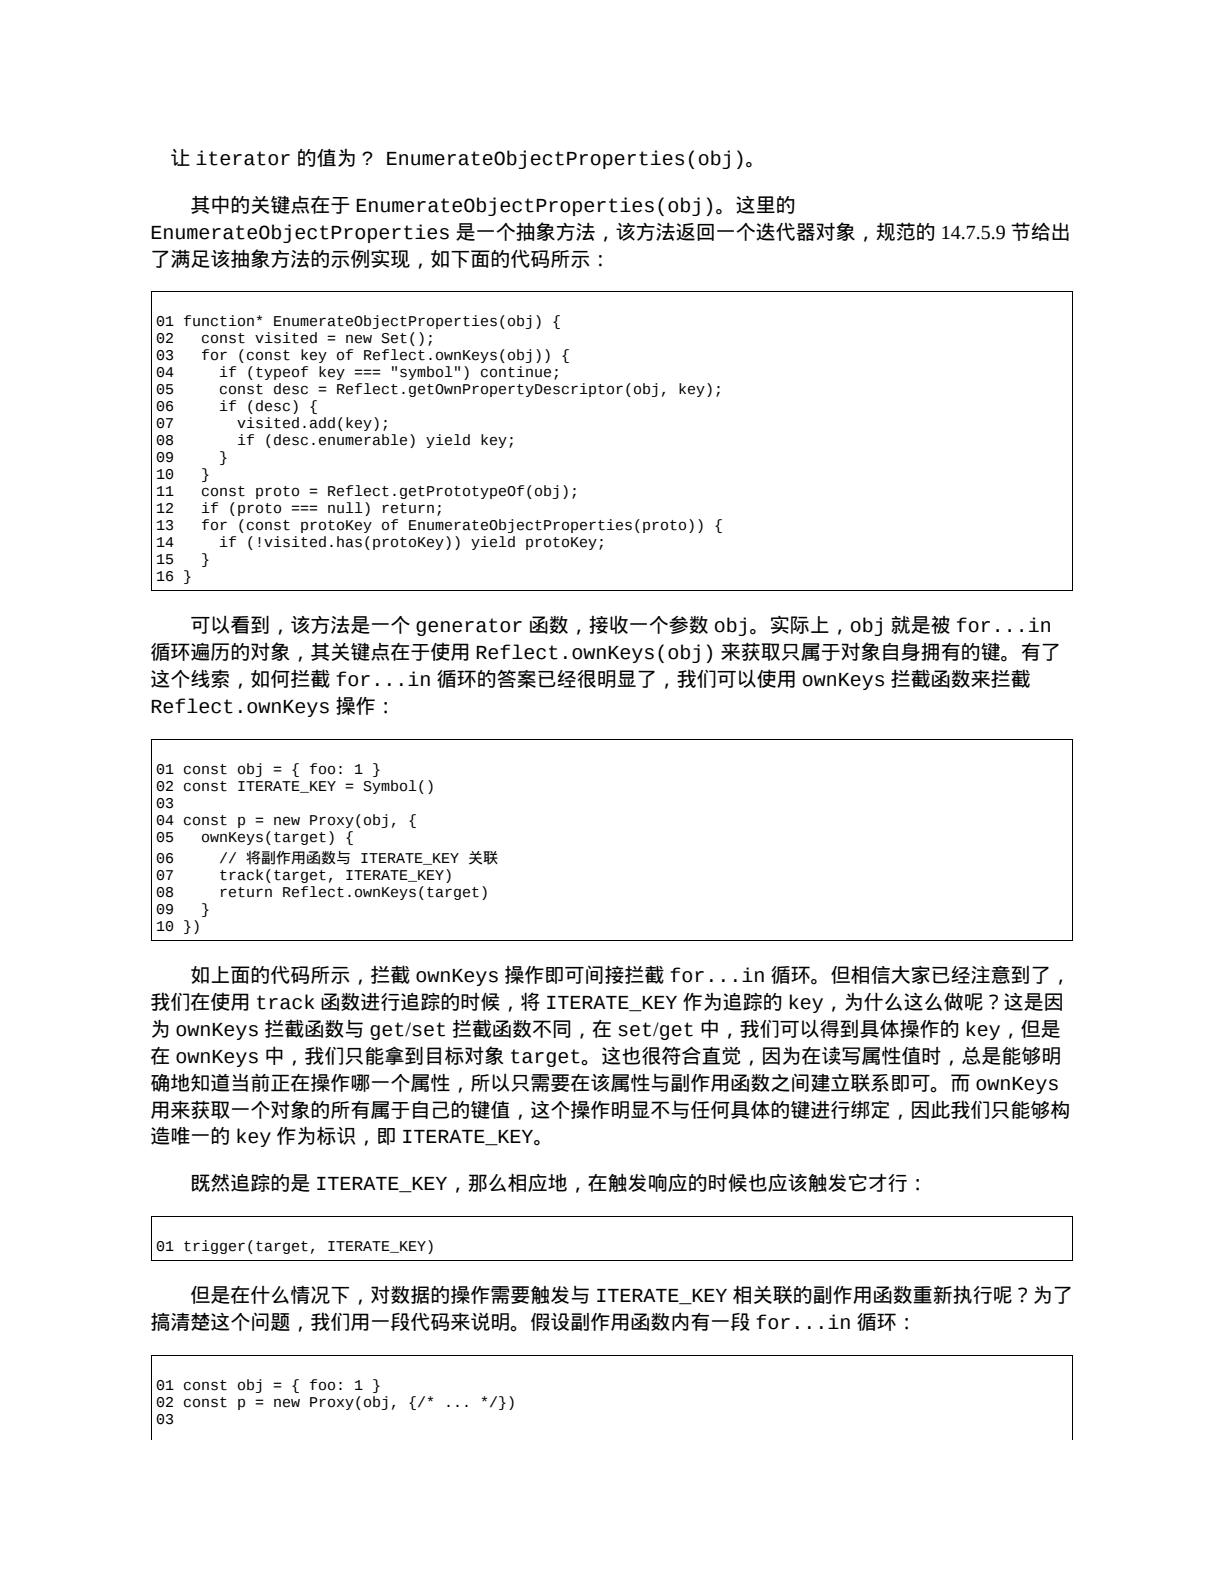 让 iterator 的值为 ? EnumerateObjectProperties(obj)。
其中的关键点在于 EnumerateObjectProperties(obj)。这里的
EnumerateObjectProperties 是一个抽象方法，该方法返回一个迭代器对象，规范的 14.7.5.9 节给出
了满足该抽象方法的示例实现，如下面的代码所示：
01 function* EnumerateObjectProperties(obj) {
02   const visited = new Set();
03   for (const key of Reflect.ownKeys(obj)) {
04     if (typeof key === "symbol") continue;
05     const desc = Reflect.getOwnPropertyDescriptor(obj, key);
06     if (desc) {
07       visited.add(key);
08       if (desc.enumerable) yield key;
09     }
10   }
11   const proto = Reflect.getPrototypeOf(obj);
12   if (proto === null) return;
13   for (const protoKey of EnumerateObjectProperties(proto)) {
14     if (!visited.has(protoKey)) yield protoKey;
15   }
16 }
可以看到，该方法是一个 generator 函数，接收一个参数 obj。实际上，obj 就是被 for...in
循环遍历的对象，其关键点在于使用 Reflect.ownKeys(obj) 来获取只属于对象自身拥有的键。有了
这个线索，如何拦截 for...in 循环的答案已经很明显了，我们可以使用 ownKeys 拦截函数来拦截
Reflect.ownKeys 操作：
01 const obj = { foo: 1 }
02 const ITERATE_KEY = Symbol()
03
04 const p = new Proxy(obj, {
05   ownKeys(target) {
06     // 将副作用函数与 ITERATE_KEY 关联
07     track(target, ITERATE_KEY)
08     return Reflect.ownKeys(target)
09   }
10 })
如上面的代码所示，拦截 ownKeys 操作即可间接拦截 for...in 循环。但相信大家已经注意到了，
我们在使用 track 函数进行追踪的时候，将 ITERATE_KEY 作为追踪的 key，为什么这么做呢？这是因
为 ownKeys 拦截函数与 get/set 拦截函数不同，在 set/get 中，我们可以得到具体操作的 key，但是
在 ownKeys 中，我们只能拿到目标对象 target。这也很符合直觉，因为在读写属性值时，总是能够明
确地知道当前正在操作哪一个属性，所以只需要在该属性与副作用函数之间建立联系即可。而 ownKeys
用来获取一个对象的所有属于自己的键值，这个操作明显不与任何具体的键进行绑定，因此我们只能够构
造唯一的 key 作为标识，即 ITERATE_KEY。
既然追踪的是 ITERATE_KEY，那么相应地，在触发响应的时候也应该触发它才行：
01 trigger(target, ITERATE_KEY)
但是在什么情况下，对数据的操作需要触发与 ITERATE_KEY 相关联的副作用函数重新执行呢？为了
搞清楚这个问题，我们用一段代码来说明。假设副作用函数内有一段 for...in 循环：
01 const obj = { foo: 1 }
02 const p = new Proxy(obj, {/* ... */})
03